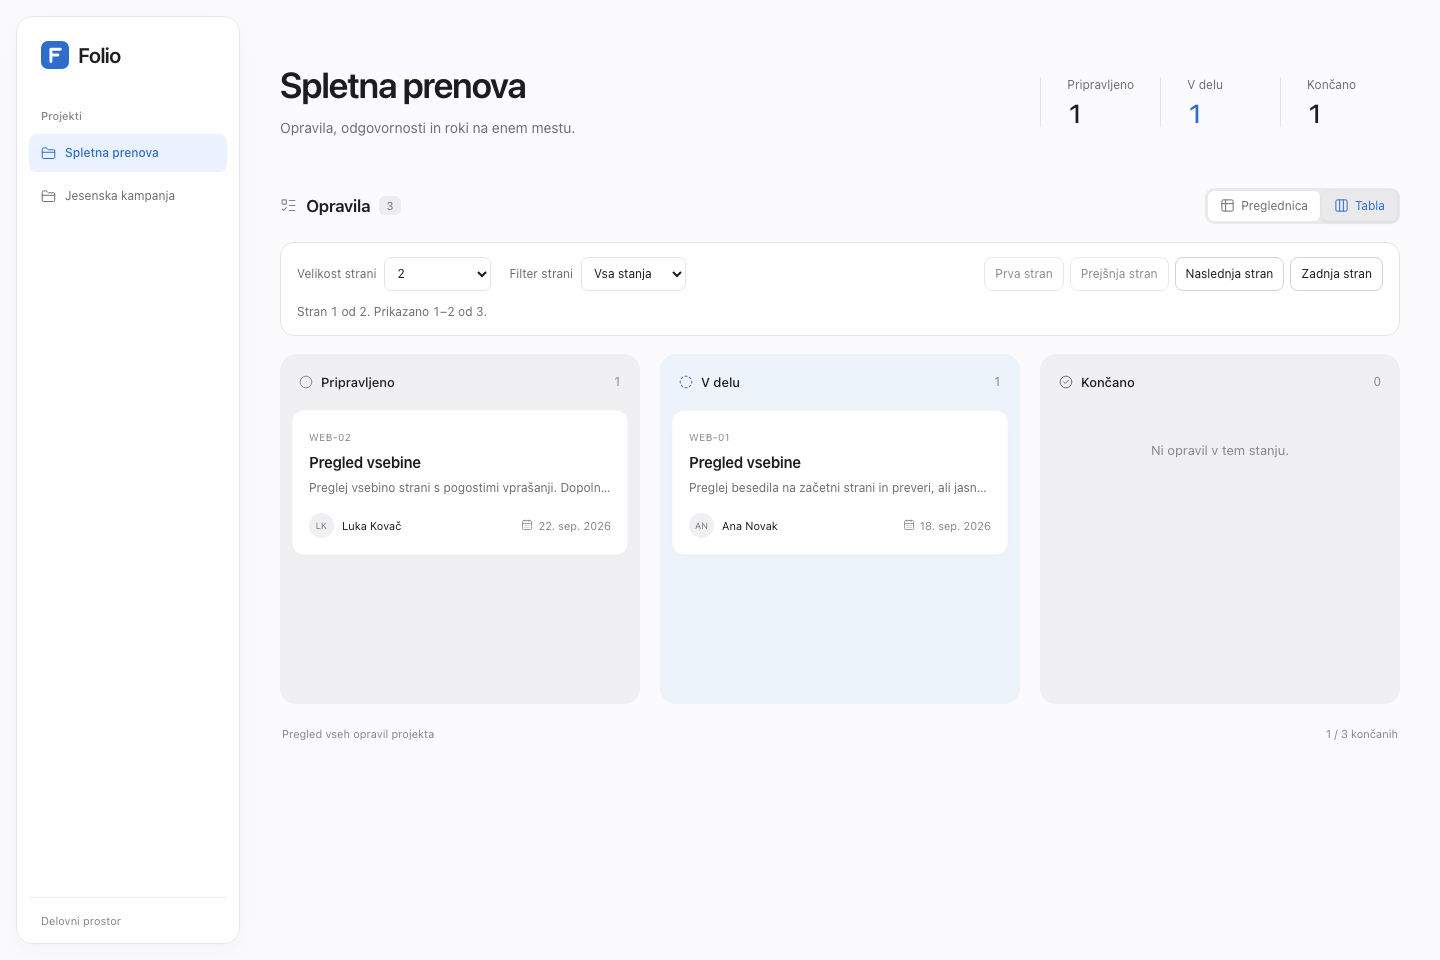 Folio
Projekti
Spletna prenova
Jesenska kampanja
Delovni prostor
Spletna prenova
Opravila, odgovornosti in roki na enem mestu.
Pripravljeno
1
V delu
1
Končano
1
Opravila 3
Preglednica
Tabla
Velikost strani 2 Filter strani Vsa stanja
Prva stran Prejšnja stran Naslednja stran Zadnja stran
Stran 1 od 2. Prikazano 1–2 od 3.
Pripravljeno 1
WEB-02
Pregled vsebine
Preglej vsebino strani s pogostimi vprašanji. Dopoln...
LK Luka Kovač 22. sep. 2026
V delu 1
WEB-01
Pregled vsebine
Preglej besedila na začetni strani in preveri, ali jasn...
AN Ana Novak 18. sep. 2026
Končano 0
Ni opravil v tem stanju.
Pregled vseh opravil projekta
1 / 3 končanih